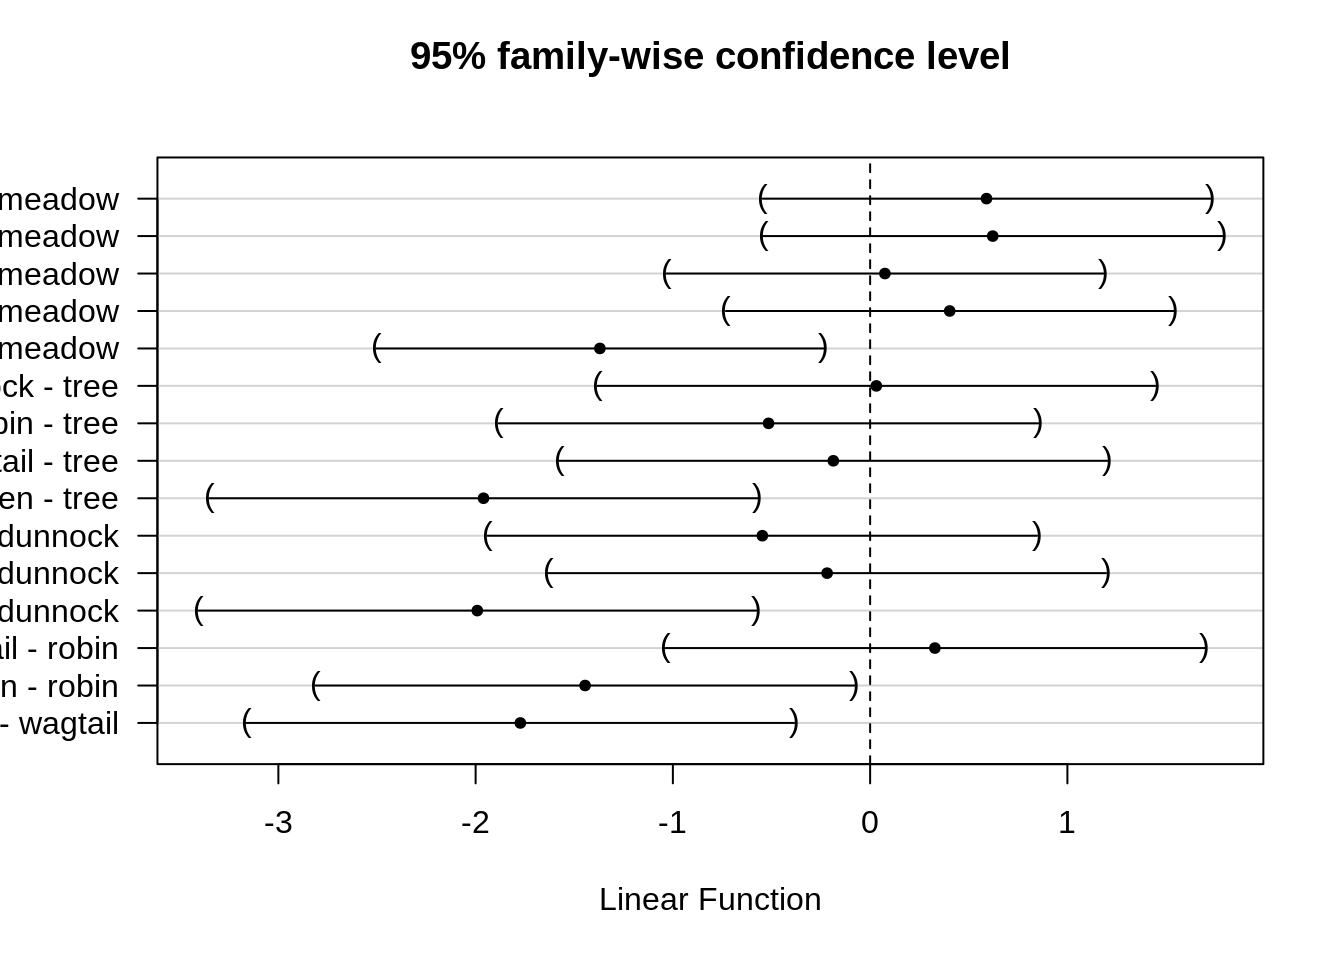 95% family-wise confidence level
meadow
meadow
meadow
meadow
meadow
ck - tree
bin - tree
tail - tree
en - tree
dunnock
dunnock
dunnock
ail - robin
n - robin
- wagtail
-3 -2 -1 0 1
Linear Function